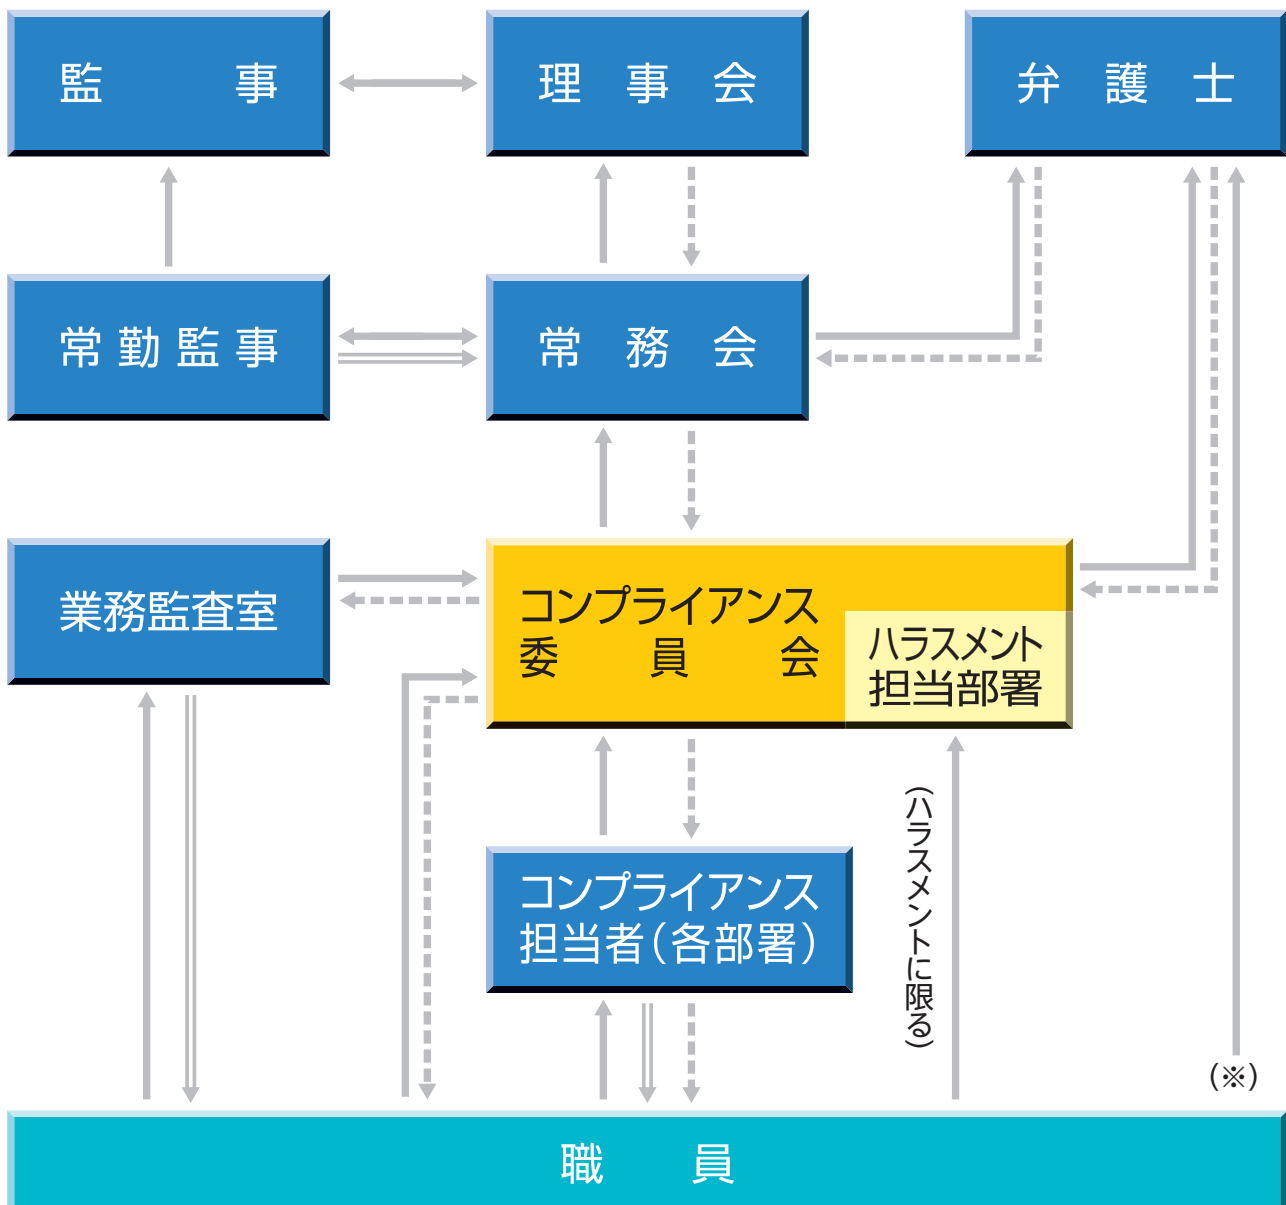 監事
理事会
弁護士
常勤監事
常務会
業務監査室
コンプライアンス
委員会
ハラスメント
担当部署
コンプライアンス
担当者（各部署）
（ハラスメントに限る）
（※）
職員